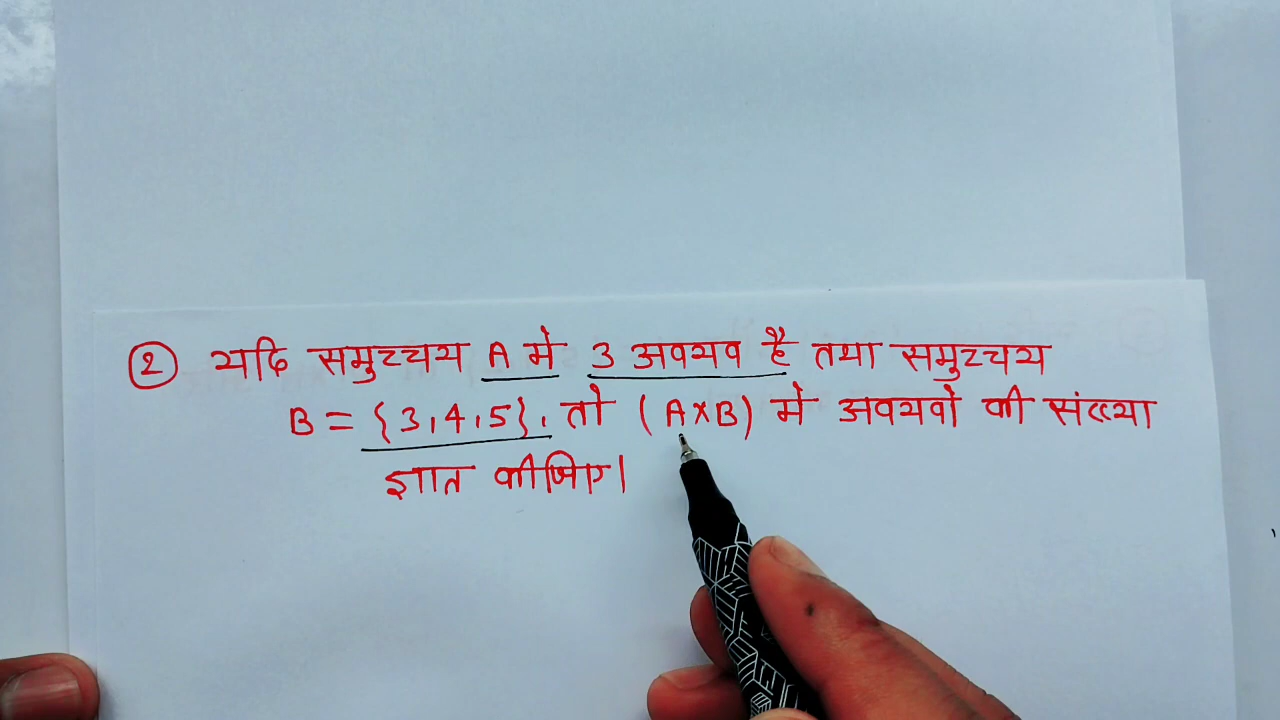 ② यदि समुच्चय A में 3 अवयव है तथा समुच्चय
B = {3,4,5}, तो (A×B) में अवयवों की संख्या
ज्ञात कीजिए।